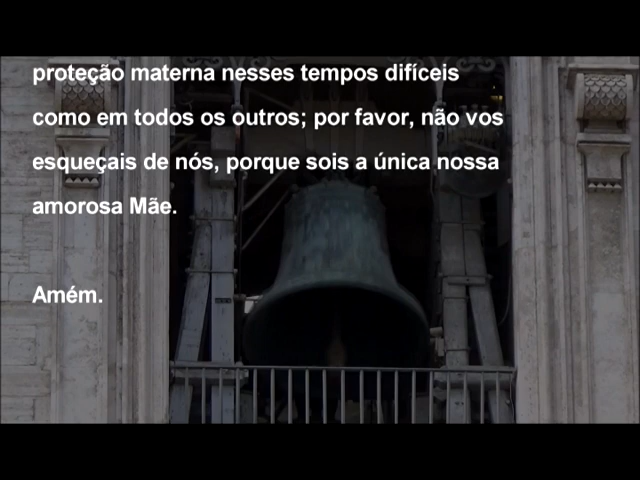 proteção materna nesses tempos difíceis
como em todos os outros; por favor, não vos
esqueçais de nós, porque sois a única nossa
amorosa Mãe.
Amém.